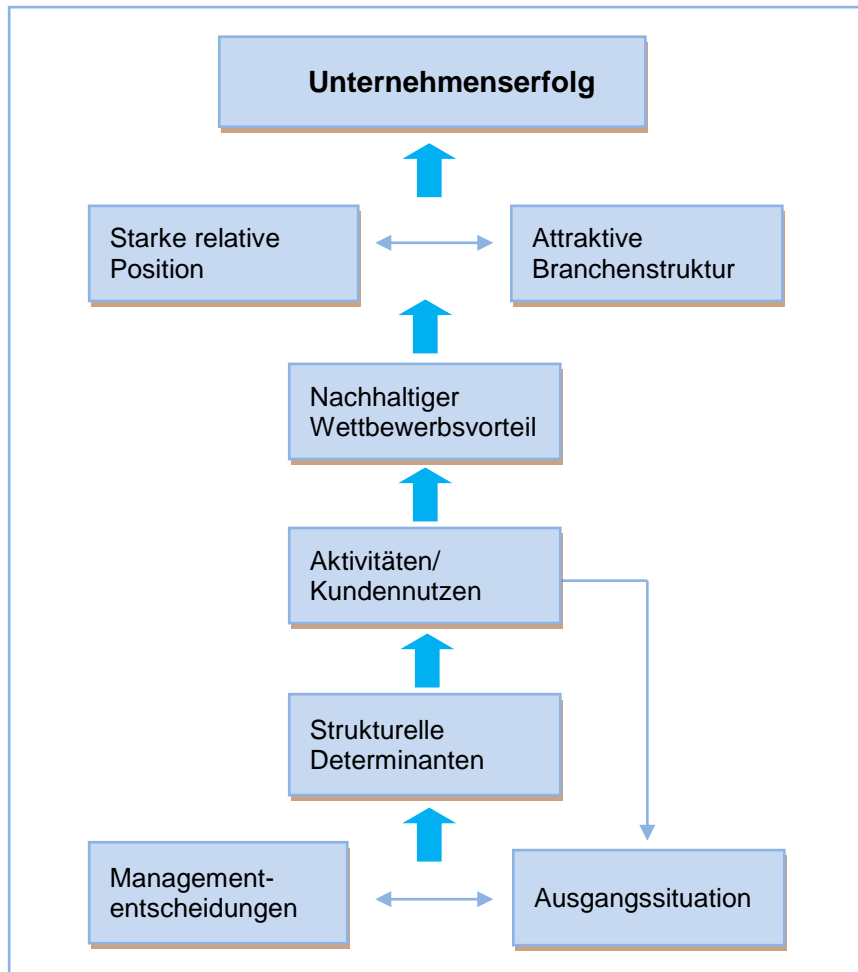 Unternehmenserfolg
Starke relative
Position
Attraktive
Branchenstruktur
Nachhaltiger
Wettbewerbsvorteil
Aktivitäten/
Kundennutzen
Strukturelle
Determinanten
Management-
entscheidungen
Ausgangssituation